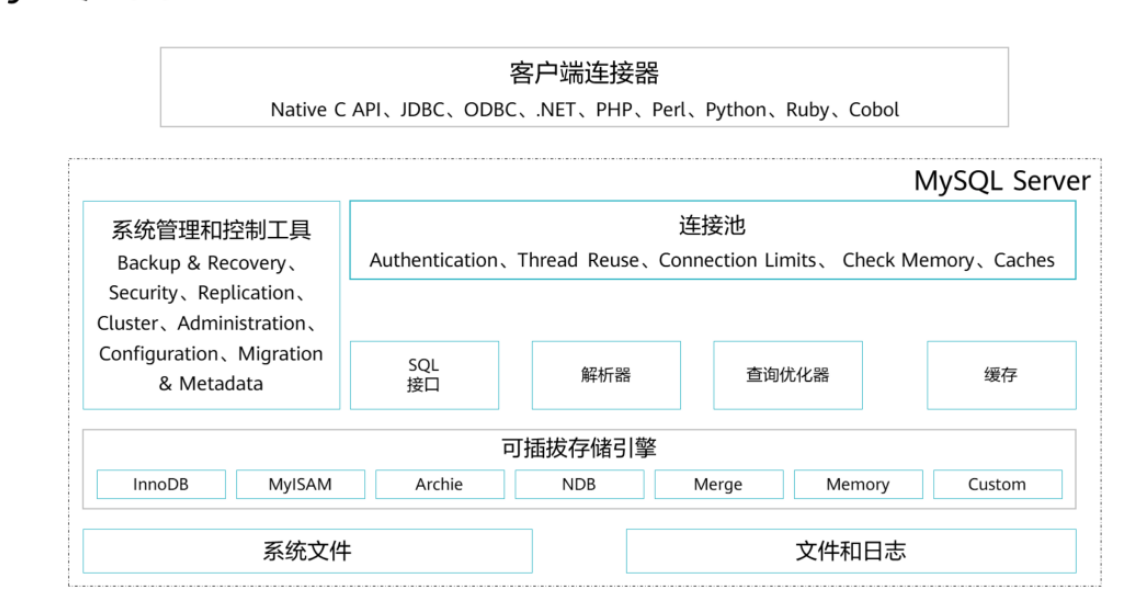 客户端连接器
Native C API、JDBC、ODBC、.NET、PHP、Perl、Python、Ruby、Cobol
MySQL Server
系统管理和控制工具
Backup & Recovery、
Security、Replication、
Cluster、Administration、
Configuration、Migration
& Metadata
连接池
Authentication、Thread Reuse、Connection Limits、 Check Memory、Caches
SQL
接口
解析器
查询优化器
缓存
可插拔存储引擎
InnoDB
MyISAM
Archie
NDB
Merge
Memory
Custom
系统文件
文件和日志